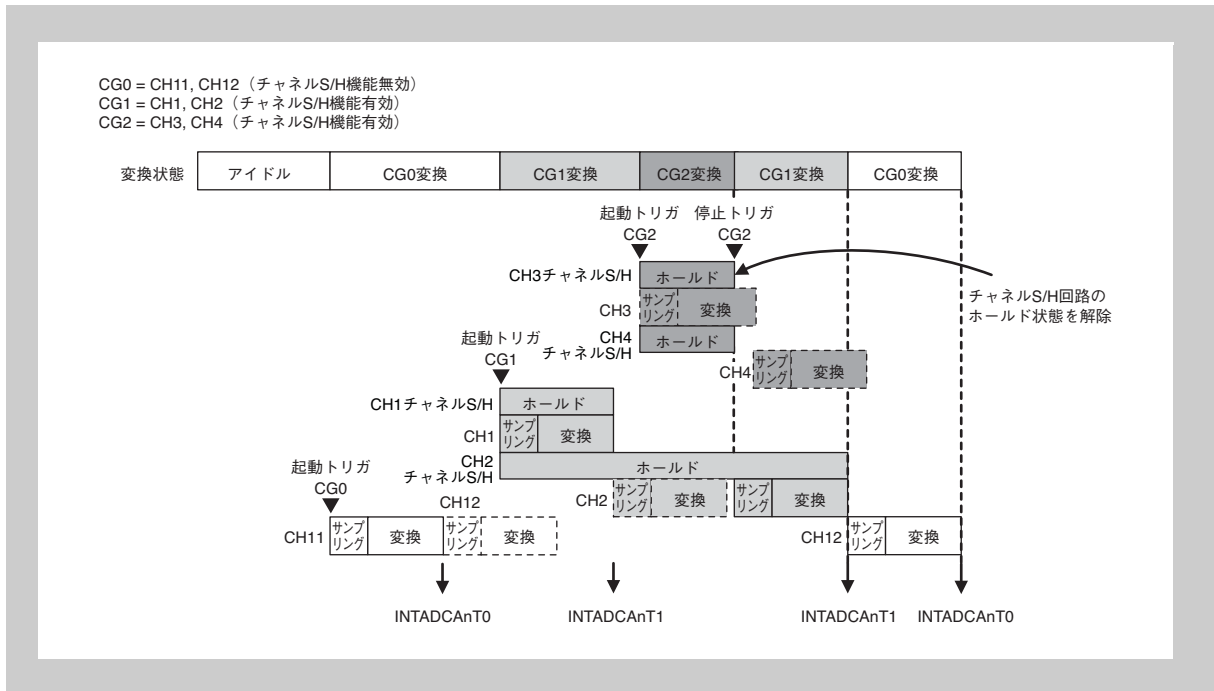 CG0 = CH11, CH12（チャネルS/H機能無効）
CG1 = CH1, CH2（チャネルS/H機能有効）
CG2 = CH3, CH4（チャネルS/H機能有効）
変換状態 アイドル CG0変換 CG1変換 CG2変換 CG1変換 CG0変換
起動トリガ 停止トリガ
CG2 CG2
CH3チャネルS/H ホールド
CH3 サンプリング 変換
CH4チャネルS/H ホールド
チャネルS/H回路の
ホールド状態を解除
CH4 サンプリング 変換
起動トリガ
CG1
CH1チャネルS/H ホールド
CH1 サンプリング 変換
CH2チャネルS/H ホールド
CH2 サンプリング 変換 サンプリング 変換
起動トリガ
CG0
CH12
CH11 サンプリング 変換 サンプリング 変換 CH12 サンプリング 変換
INTADCAnT0 INTADCAnT1 INTADCAnT1 INTADCAnT0